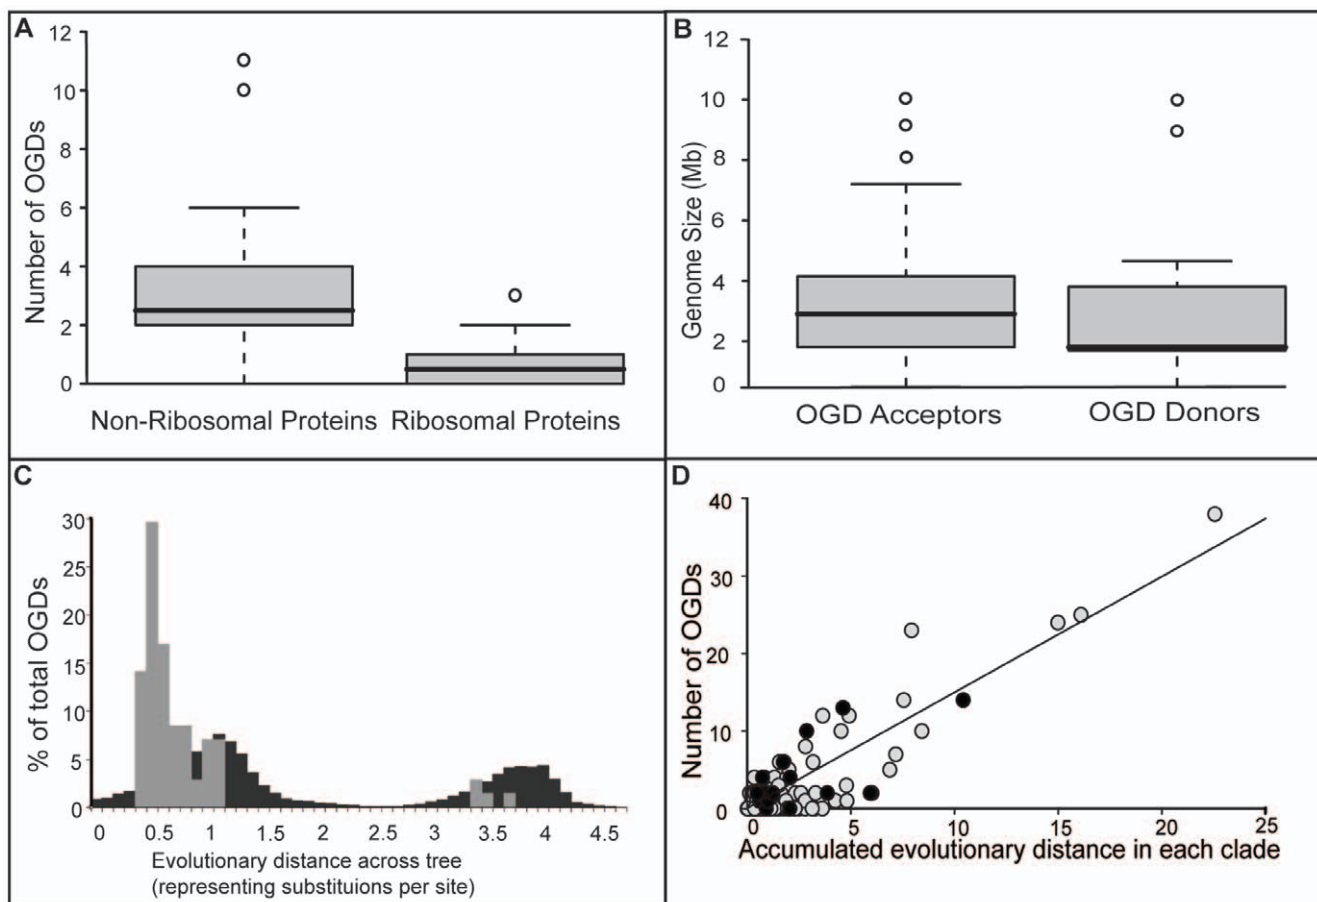 A
12
10
8
6
4
2
0
Number of OGDs
Non-Ribosomal Proteins Ribosomal Proteins
B
12
10
8
6
4
2
0
Genome Size (Mb)
OGD Acceptors OGD Donors
C
30
25
20
15
10
5
0
% of total OGDs
0 0.5 1 1.5 2 2.5 3 3.5 4 4.5
Evolutionary distance across tree
(representing substituions per site)
D
40
30
20
10
0
Number of OGDs
0 5 10 15 20 25
Accumulated evolutionary distance in each clade